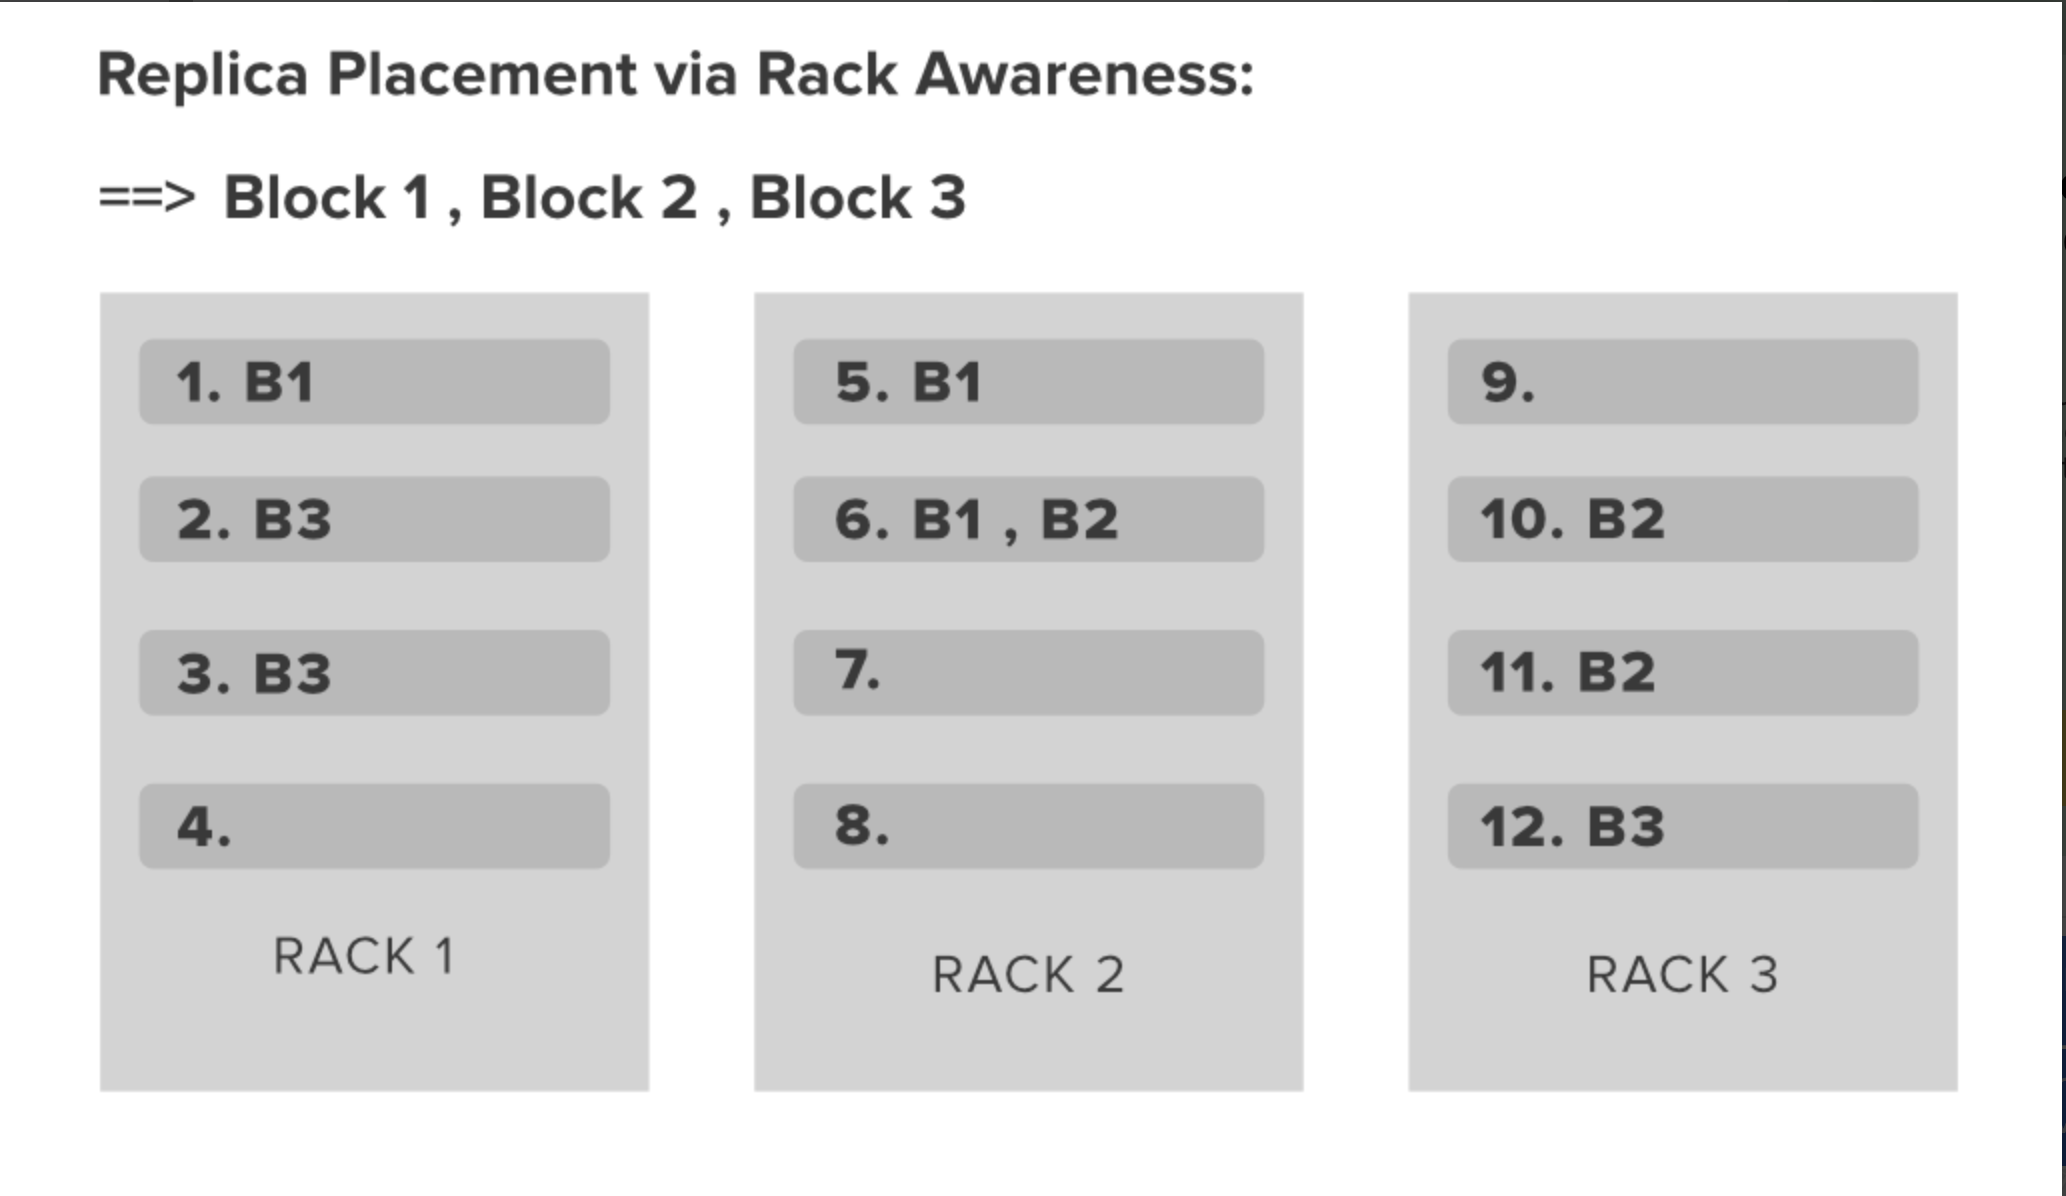 Replica Placement via Rack Awareness:
==> Block 1 , Block 2 , Block 3
1. B1
2. B3
3. B3
4.
RACK 1
5. B1
6. B1 , B2
7.
8.
RACK 2
9.
10. B2
11. B2
12. B3
RACK 3